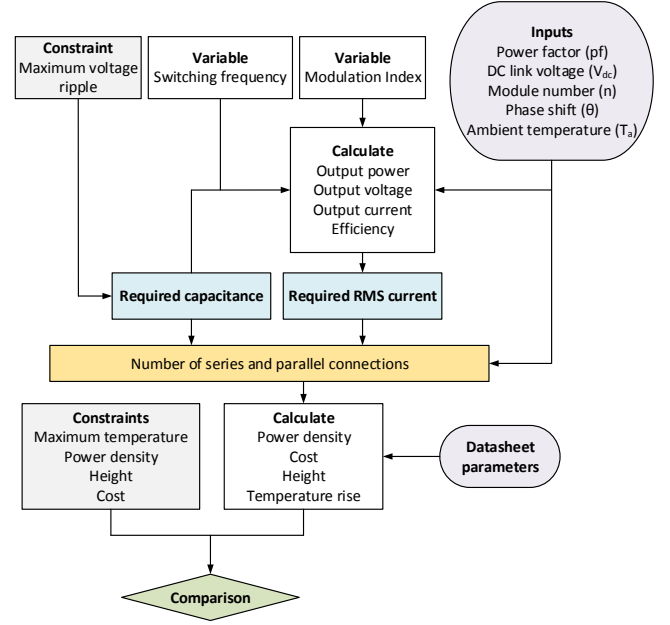 Constraint
Maximum voltage
ripple
Variable
Switching frequency
Variable
Modulation Index
Inputs
Power factor (pf)
DC link voltage (Vdc)
Module number (n)
Phase shift (θ)
Ambient temperature (Ta)
Calculate
Output power
Output voltage
Output current
Efficiency
Required capacitance
Required RMS current
Number of series and parallel connections
Constraints
Maximum temperature
Power density
Height
Cost
Calculate
Power density
Cost
Height
Temperature rise
Datasheet
parameters
Comparison